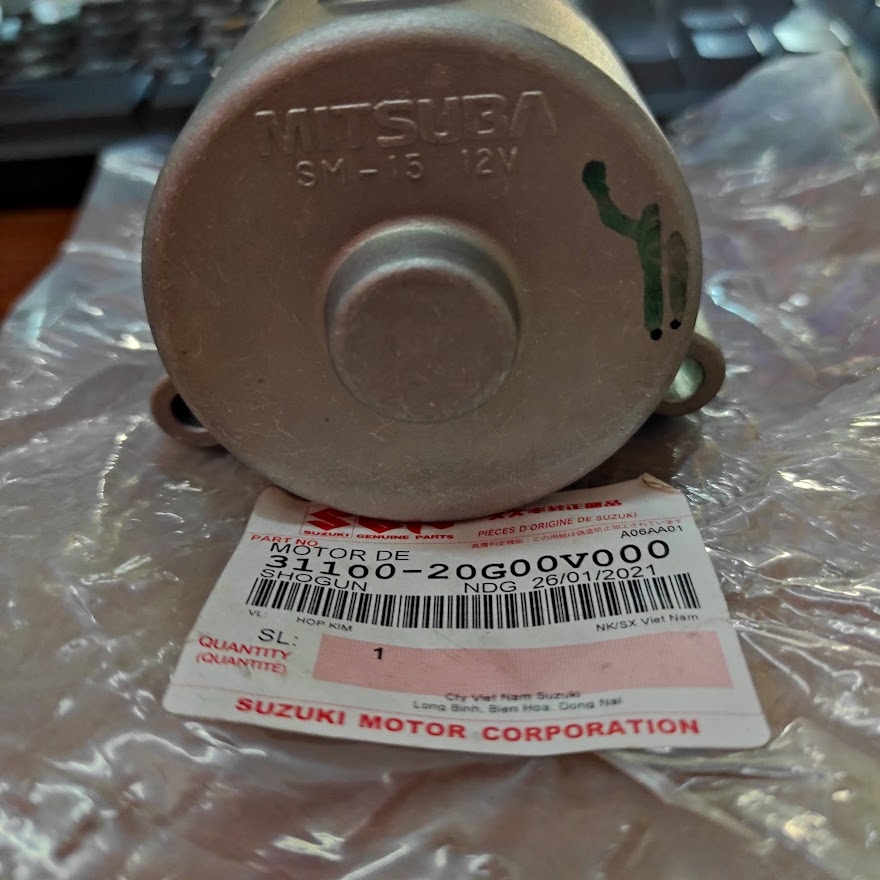 MITSUBA
SM-15 12V
PIÈCES D'ORIGINE DE SUZUKI
SUZUKI GENUINE PARTS
A06AA01
PART NO.
MOTOR DE
31100-20G00V000
SHOGUN NDG 26/01/2021
VL: HOP KIM NK/SX Viet Nam
SL:
QUANTITY 1
(QUANTITÉ)
Cty Viet Nam Suzuki
Long Binh, Bien Hoa, Dong Nai
SUZUKI MOTOR CORPORATION